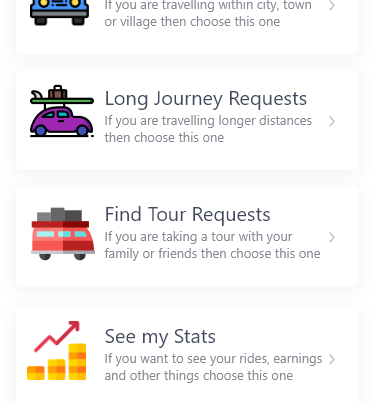 If you are travelling within city, town
or village then choose this one
Long Journey Requests
If you are travelling longer distances
then choose this one
Find Tour Requests
If you are taking a tour with your
family or friends then choose this one
See my Stats
If you want to see your rides, earnings
and other things choose this one